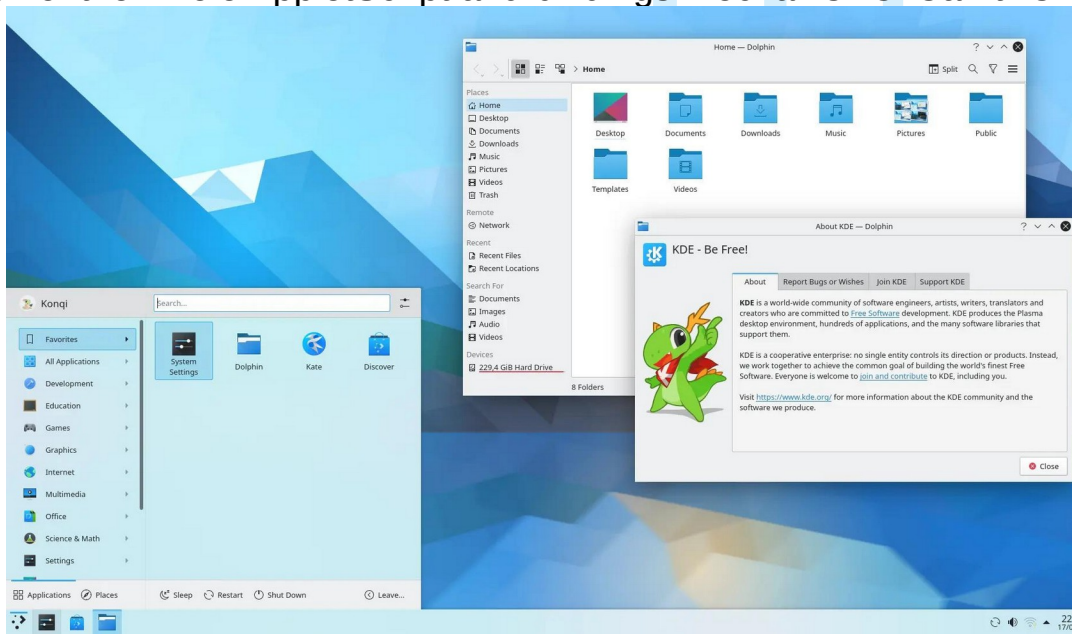 Home — Dolphin
Home
Split
Places
Home
Desktop
Documents
Downloads
Music
Pictures
Videos
Trash
Remote
Network
Recent
Recent Files
Recent Locations
Search For
Documents
Images
Audio
Videos
Devices
229,4 GiB Hard Drive
Desktop
Documents
Downloads
Music
Pictures
Public
Templates
Videos
8 Folders
About KDE — Dolphin
KDE - Be Free!
About
Report Bugs or Wishes
Join KDE
Support KDE
KDE is a world-wide community of software engineers, artists, writers, translators and
creators who are committed to Free Software development. KDE produces the Plasma
desktop environment, hundreds of applications, and the many software libraries that
support them.
KDE is a cooperative enterprise: no single entity controls its direction or products. Instead,
we work together to achieve the common goal of building the world's finest Free
Software. Everyone is welcome to join and contribute to KDE, including you.
Visit https://www.kde.org/ for more information about the KDE community and the
software we produce.
Close
Konqi
Search...
Favorites
All Applications
Development
Education
Games
Graphics
Internet
Multimedia
Office
Science & Math
Settings
System
Settings
Dolphin
Kate
Discover
Applications
Places
Sleep
Restart
Shut Down
Leave...
22
17/0